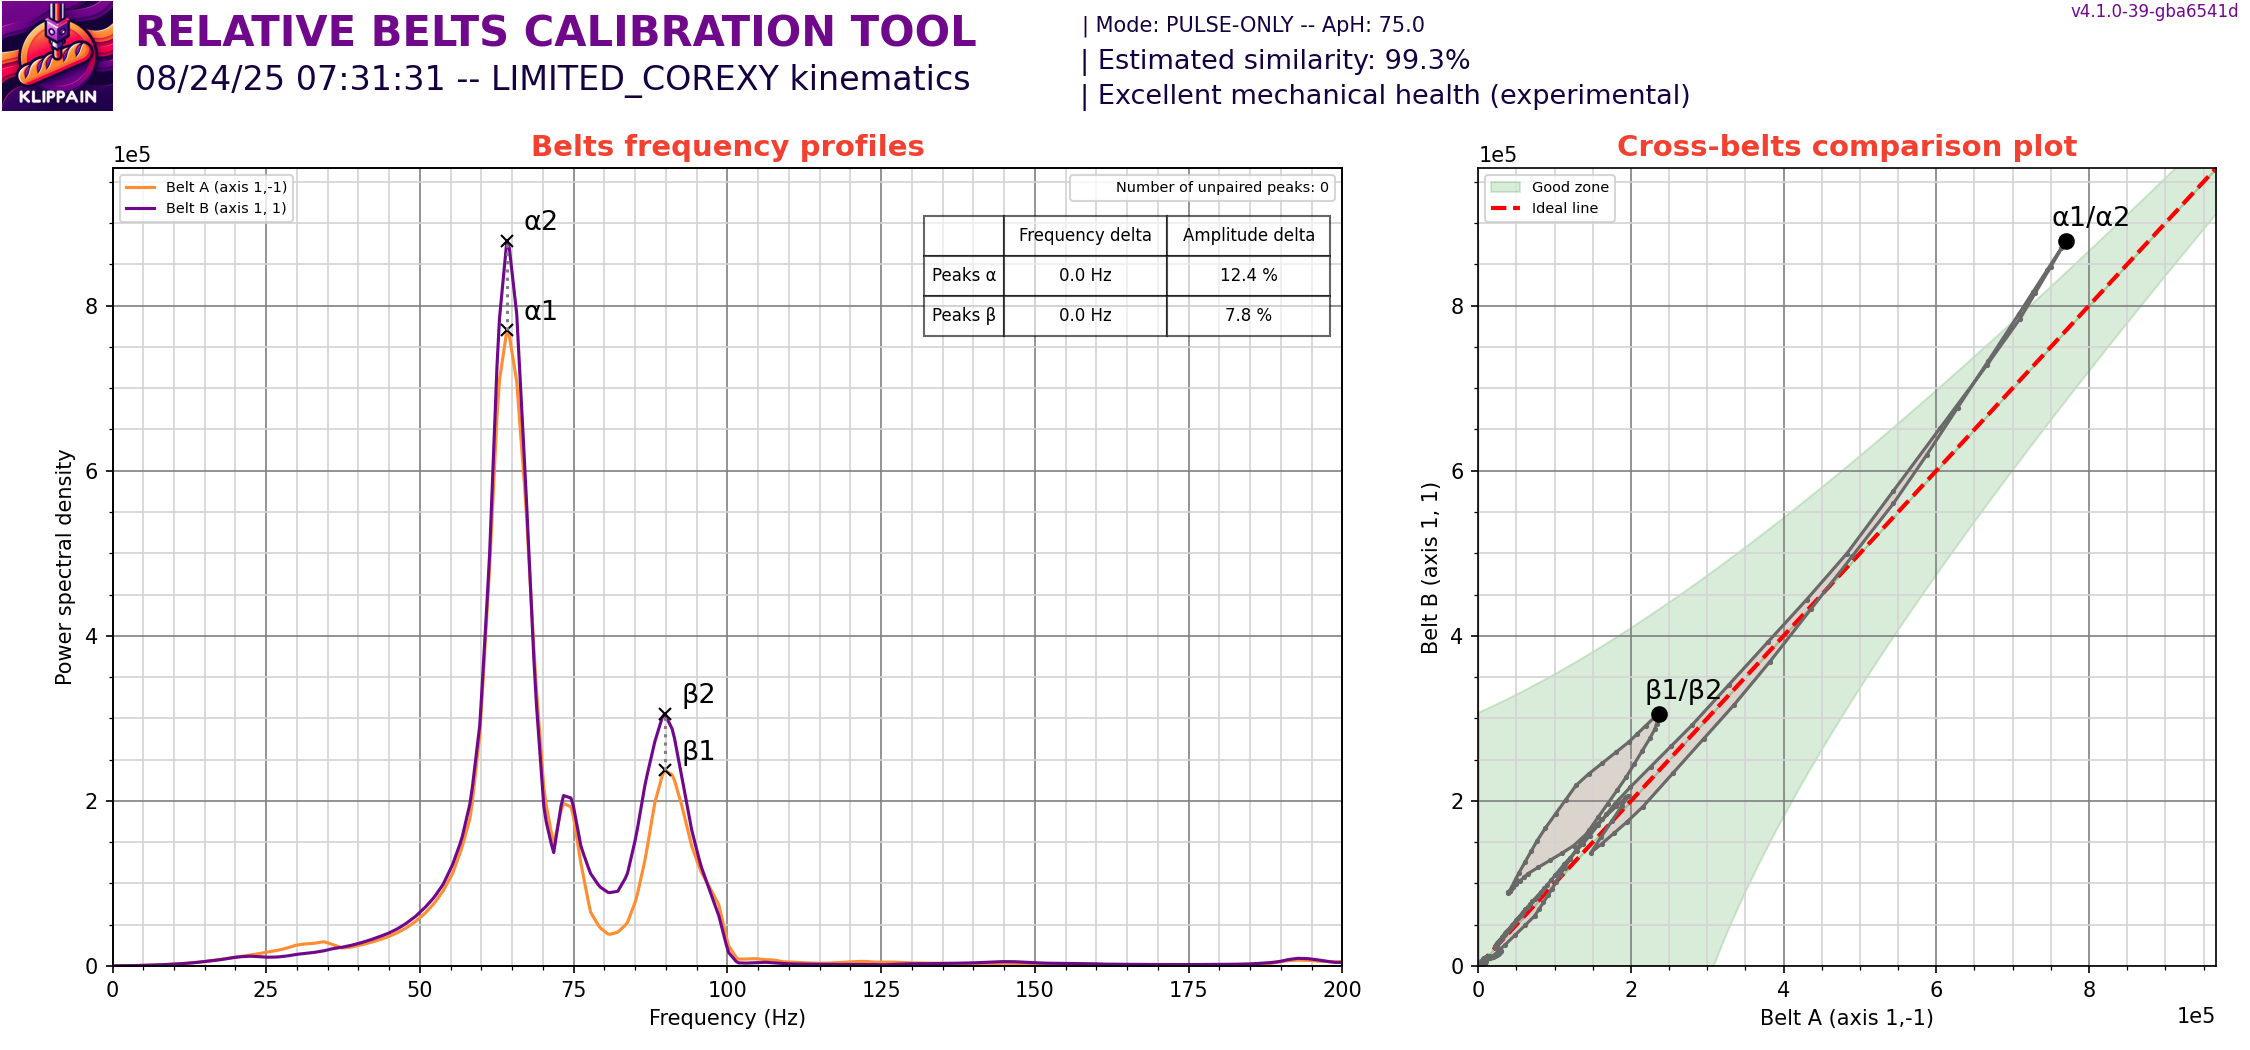 KLIPPAIN
RELATIVE BELTS CALIBRATION TOOL
08/24/25 07:31:31 -- LIMITED_COREXY kinematics
| Mode: PULSE-ONLY -- ApH: 75.0
| Estimated similarity: 99.3%
| Excellent mechanical health (experimental)
v4.1.0-39-gba6541d
Belts frequency profiles
1e5
Belt A (axis 1,-1)
Belt B (axis 1, 1)
Number of unpaired peaks: 0
Frequency delta Amplitude delta
Peaks α 0.0 Hz 12.4 %
Peaks β 0.0 Hz 7.8 %
α2
α1
β2
β1
Power spectral density
8
6
4
2
0
0 25 50 75 100 125 150 175 200
Frequency (Hz)
Cross-belts comparison plot
1e5
Good zone
Ideal line
α1/α2
β1/β2
Belt B (axis 1, 1)
8
6
4
2
0
0 2 4 6 8
Belt A (axis 1,-1)
1e5